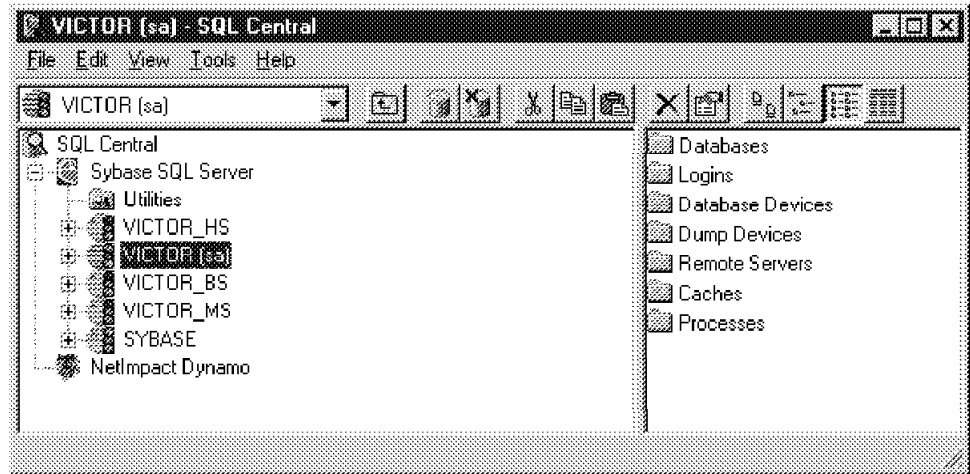 VICTOR (sa) - SQL Central
File Edit View Tools Help
VICTOR (sa)
SQL Central
Sybase SQL Server
Utilities
VICTOR_HS
VICTOR (sa)
VICTOR_BS
VICTOR_MS
SYBASE
NetImpact Dynamo
Databases
Logins
Database Devices
Dump Devices
Remote Servers
Caches
Processes